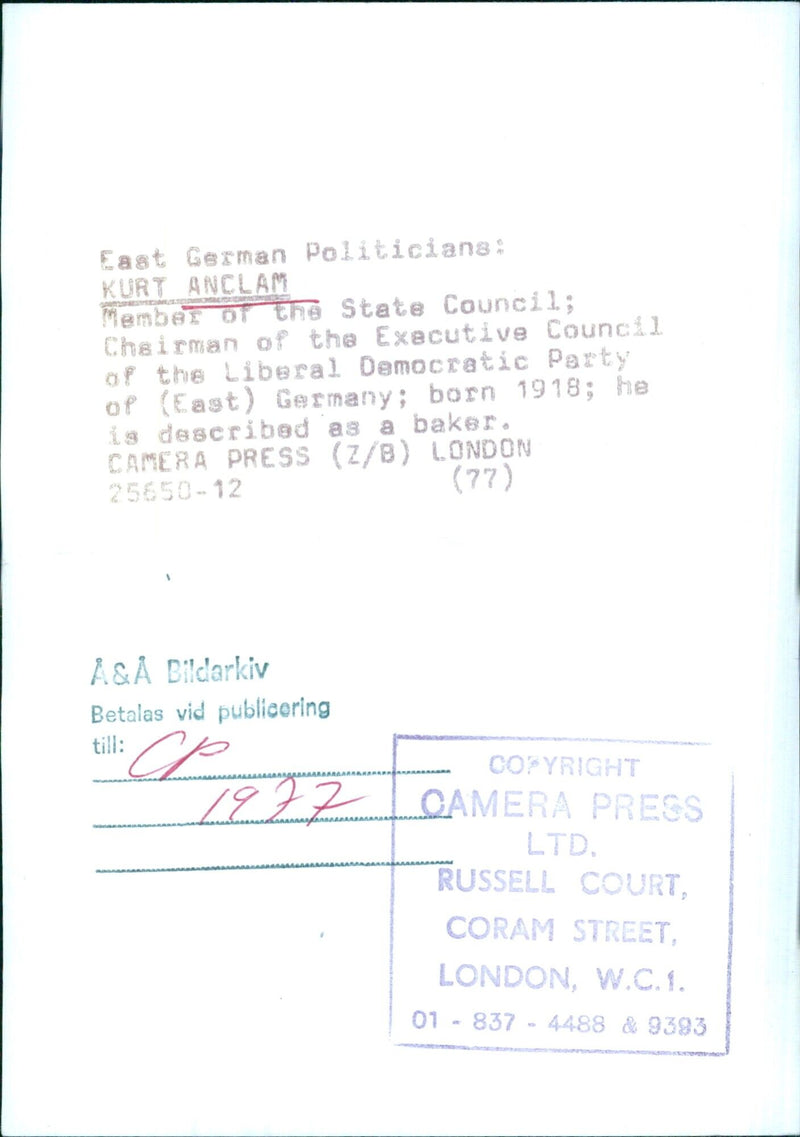 East German Politicians:
KURT ANCLAM
Member of the State Council;
Chairman of the Executive Council
of the Liberal Democratic Party
of (East) Germany; born 1918; he
is described as a baker.
CAMERA PRESS (Z/B) LONDON
25650-12 (77)
Å&Å Bildarkiv
Betalas vid publicering
till: CP
1977
COPYRIGHT
CAMERA PRESS
LTD.
RUSSELL COURT,
CORAM STREET,
LONDON, W.C.1.
01 - 837 - 4488 & 9393